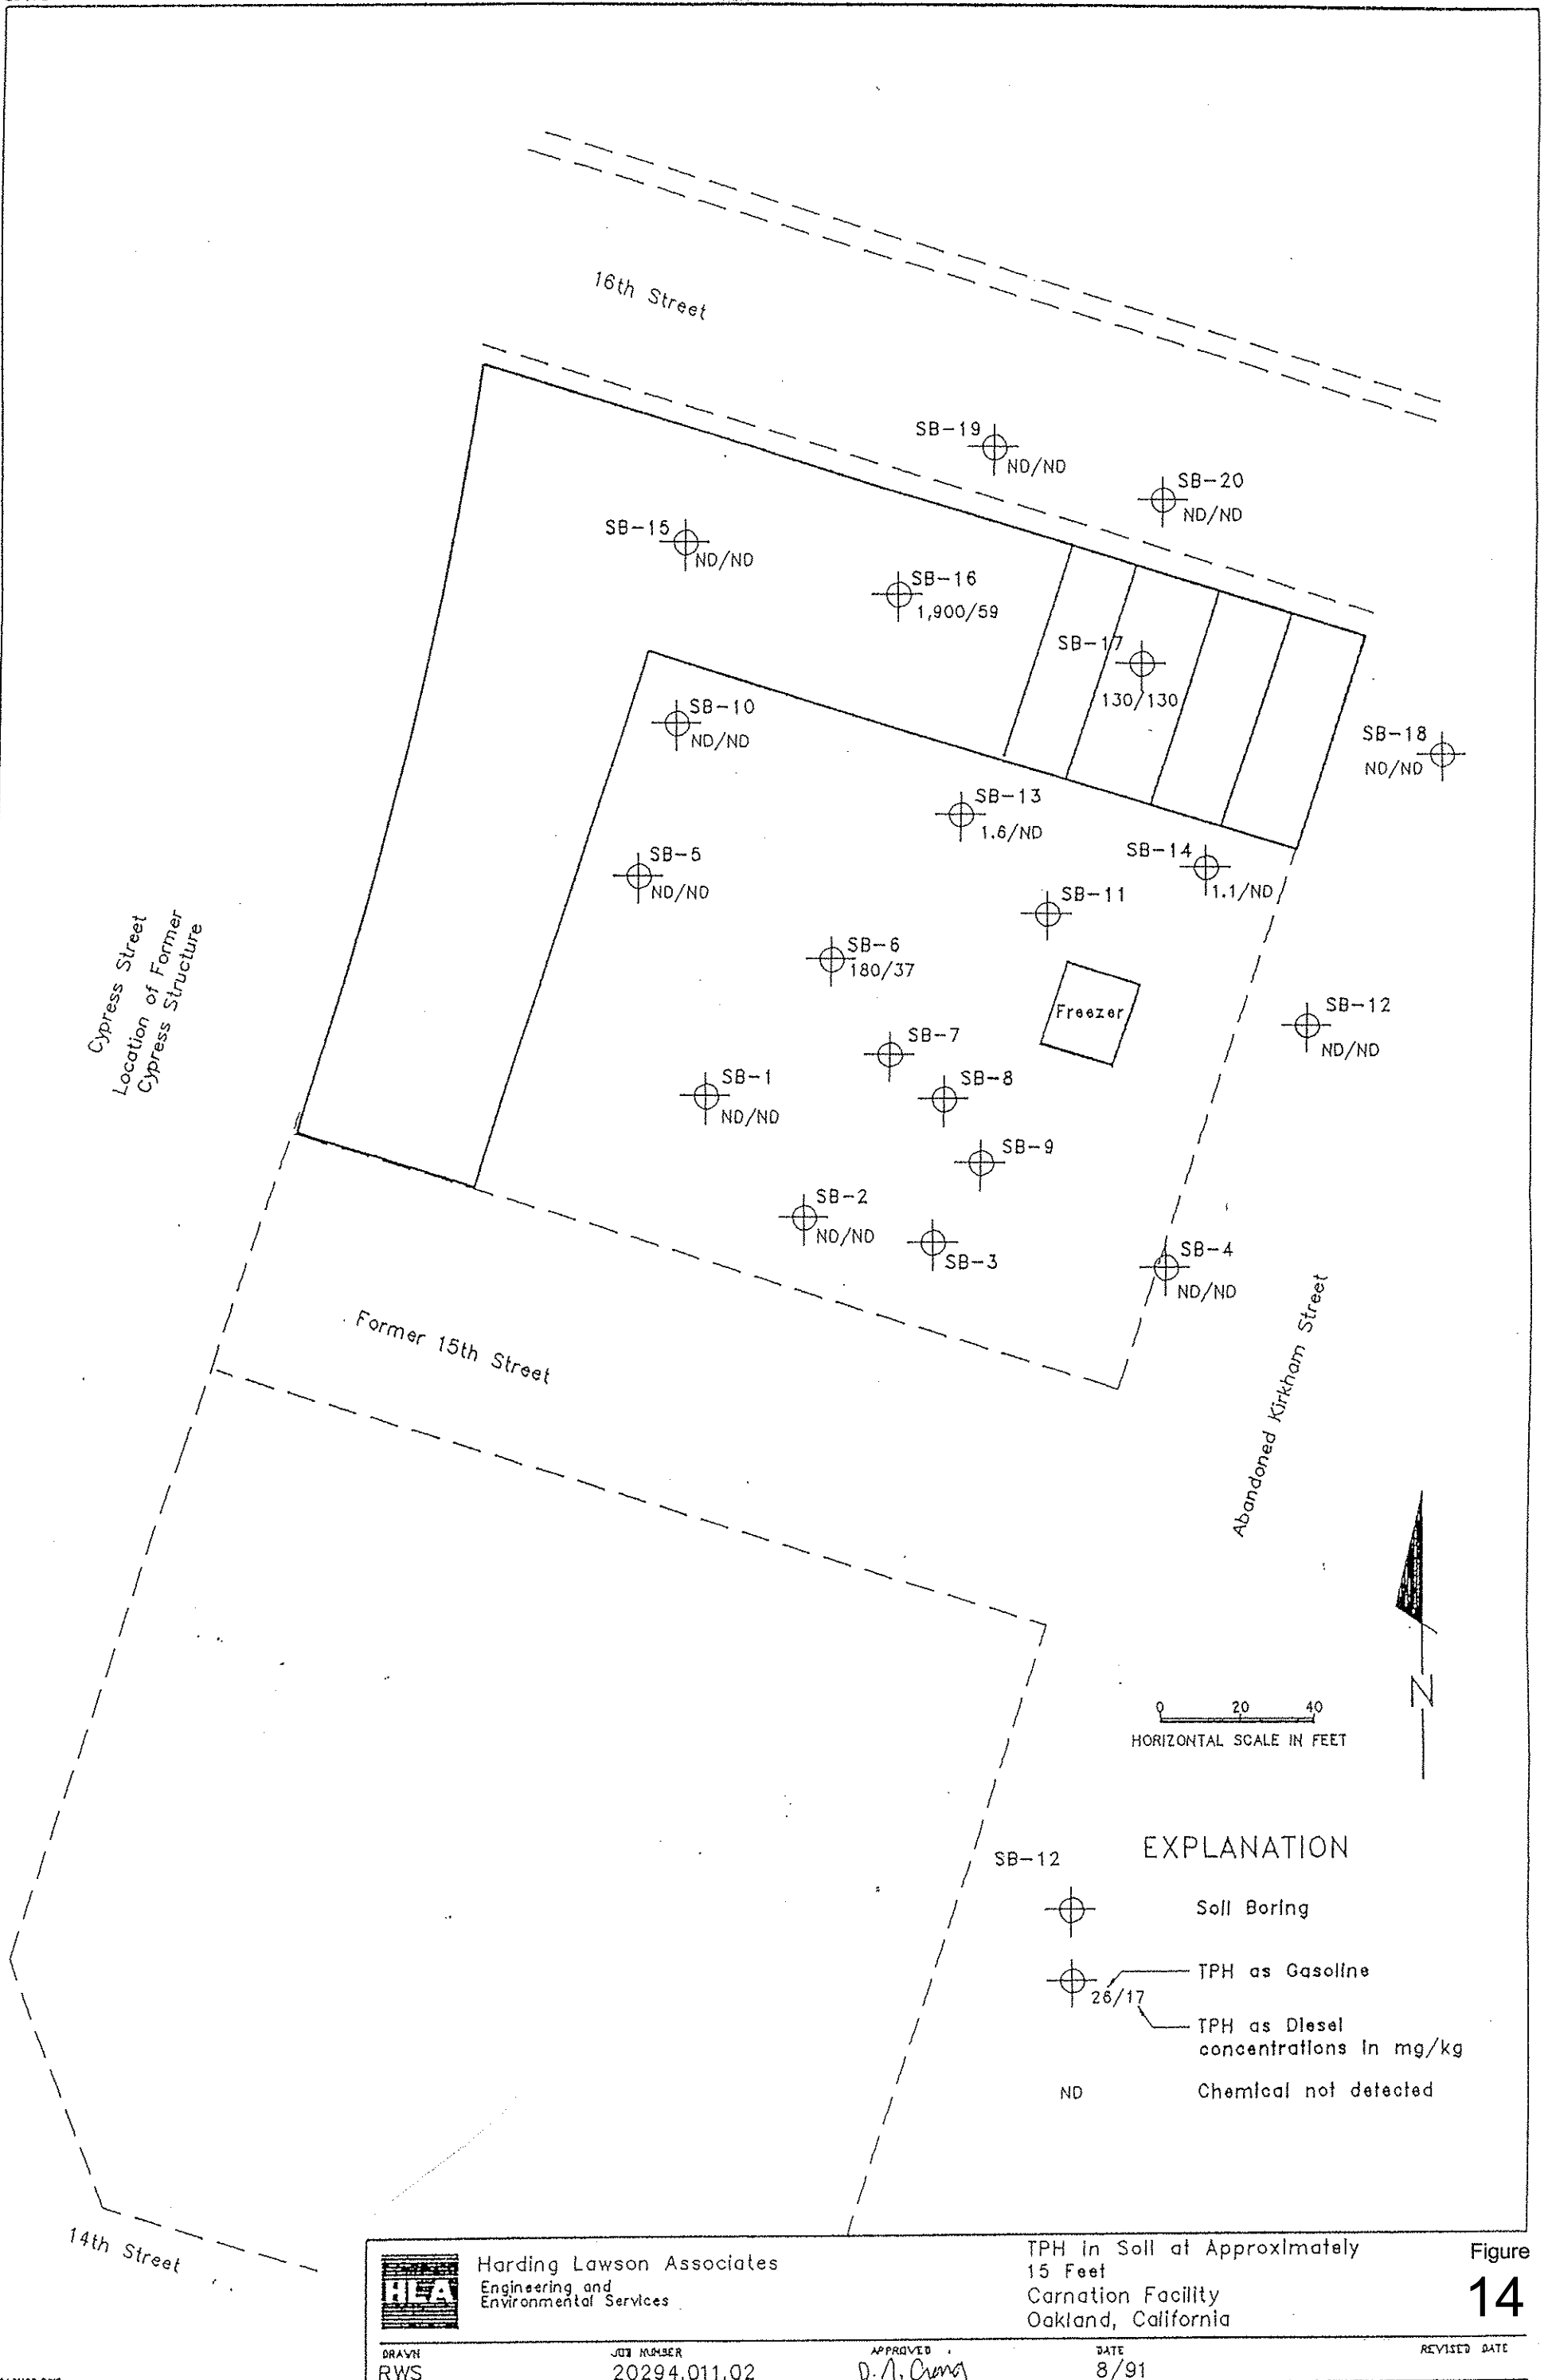 16th Street
SB-19
ND/ND
SB-20
ND/ND
SB-15
ND/ND
SB-16
1,900/59
SB-17
130/130
SB-10
ND/ND
SB-18
ND/ND
SB-13
1.6/ND
SB-14
1.1/ND
SB-5
ND/ND
SB-11
SB-6
180/37
Freezer
SB-12
ND/ND
Cypress Street
Location of Former
Cypress Structure
SB-7
SB-1
ND/ND
SB-8
SB-9
SB-2
ND/ND
SB-3
SB-4
ND/ND
Former 15th Street
Abandoned Kirkham Street
N
0 20 40
HORIZONTAL SCALE IN FEET
EXPLANATION
SB-12
Soil Boring
TPH as Gasoline
26/17
TPH as Diesel
concentrations in mg/kg
ND Chemical not detected
14th Street
HLA
Harding Lawson Associates
Engineering and
Environmental Services
TPH in Soil at Approximately
15 Feet
Carnation Facility
Oakland, California
Figure
14
DRAWN JOB NUMBER APPROVED DATE REVISED DATE
RWS 20294,011.02 8/91